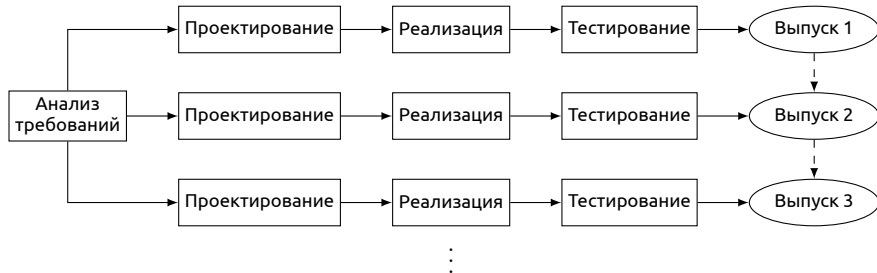 Проектирование
Реализация
Тестирование
Выпуск 1
Анализ
требований
Проектирование
Реализация
Тестирование
Выпуск 2
Проектирование
Реализация
Тестирование
Выпуск 3